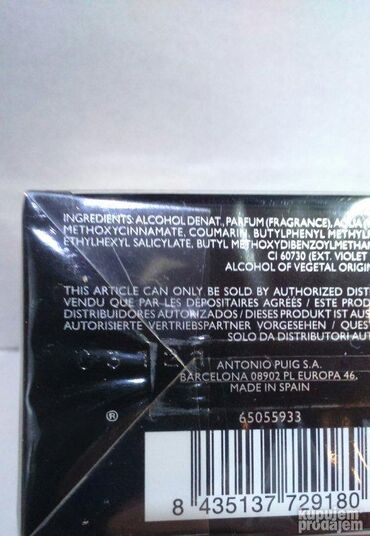 INGREDIENTS: ALCOHOL DENAT., PARFUM (FRAGRANCE), AQUA
METHOXYCINNAMATE, COUMARIN, BUTYLPHENYL METHYL
ETHYLHEXYL SALICYLATE, BUTYL METHOXYDIBENZOYLMETHAN
CI 60730 (EXT. VIOLET
ALCOHOL OF VEGETAL ORIGI
THIS ARTICLE CAN ONLY BE SOLD BY AUTHORIZED DIST
VENDU QUE PAR LES DÉPOSITAIRES AGRÉÉS / ESTE PROD
DISTRIBUIDORES AUTORIZADOS / DIESES PRODUKT IST AUS
AUTORISIERTE VERTRIEBSPARTNER VORGESEHEN / QUES
SOLO DA DISTRIBUTORI AUT
ANTONIO PUIG S.A.
BARCELONA 08902 PL EUROPA 46,
MADE IN SPAIN
®
65055933
8 435137 729180
kupujem
prodajem